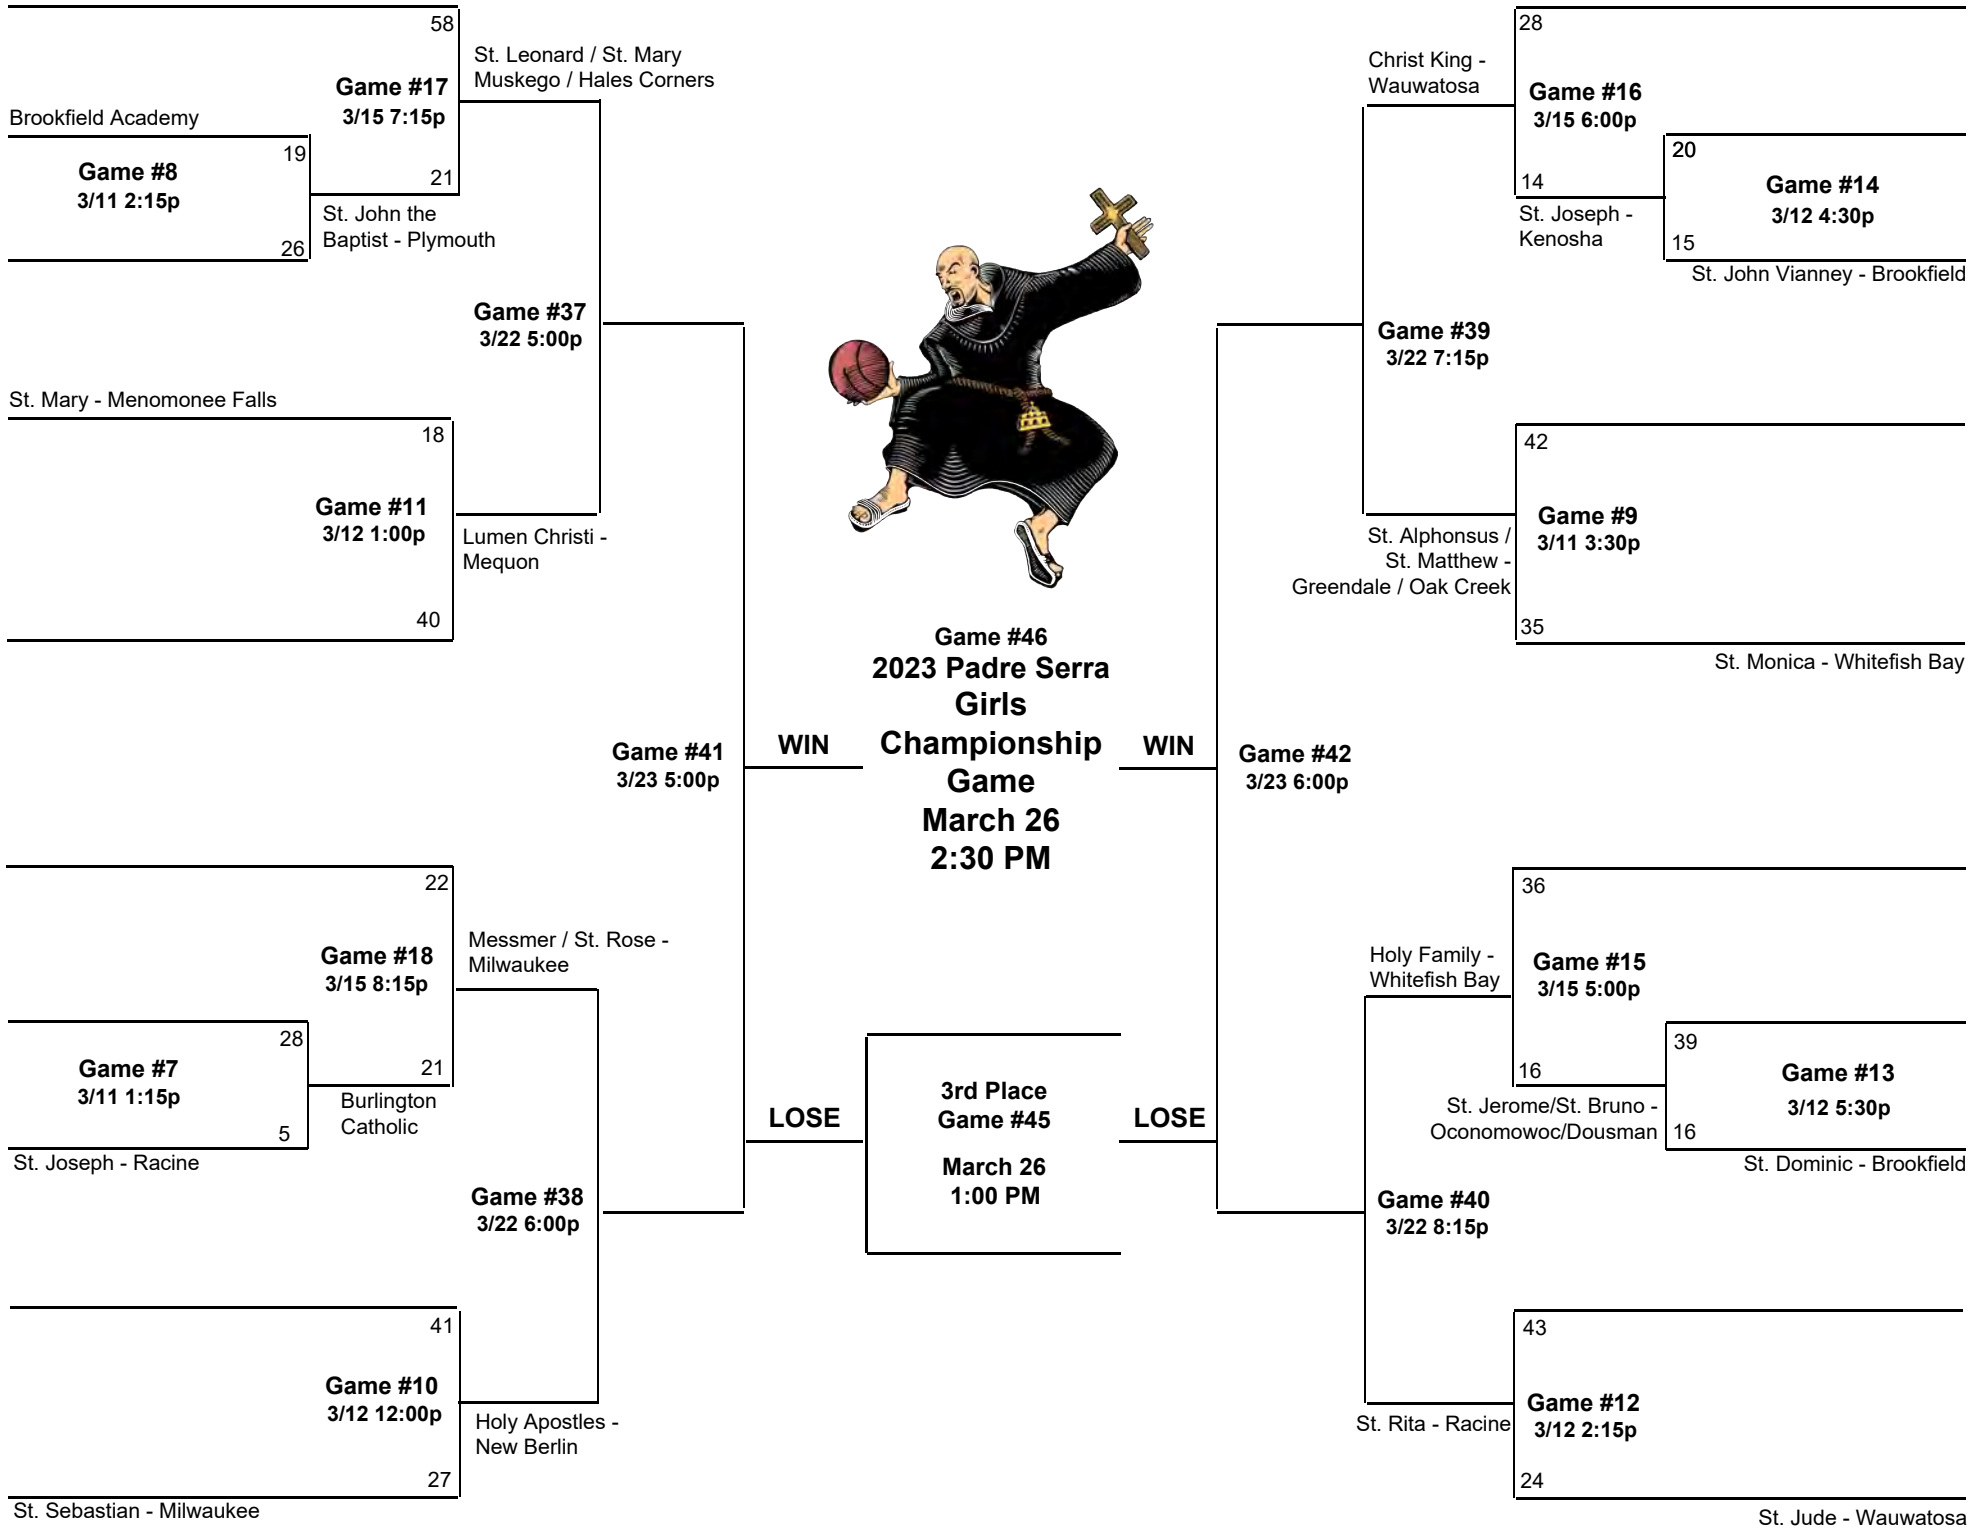 58
St. Leonard / St. Mary
Muskego / Hales Corners
Game #17
3/15 7:15p
Brookfield Academy
19
Game #8
3/11 2:15p
21
St. John the
Baptist - Plymouth
26
Game #37
3/22 5:00p
St. Mary - Menomonee Falls
18
Game #11
3/12 1:00p
Lumen Christi -
Mequon
40
Game #41
3/23 5:00p
WIN
22
Messmer / St. Rose -
Milwaukee
Game #18
3/15 8:15p
28
Game #7
3/11 1:15p
21
Burlington
Catholic
5
St. Joseph - Racine
Game #38
3/22 6:00p
LOSE
41
Game #10
3/12 12:00p
Holy Apostles -
New Berlin
27
St. Sebastian - Milwaukee
Game #46
2023 Padre Serra
Girls
Championship
Game
March 26
2:30 PM
3rd Place
Game #45
March 26
1:00 PM
28
Christ King -
Wauwatosa
Game #16
3/15 6:00p
20
Game #14
3/12 4:30p
14
St. Joseph -
Kenosha
15
St. John Vianney - Brookfield
Game #39
3/22 7:15p
42
Game #9
3/11 3:30p
St. Alphonsus /
St. Matthew -
Greendale / Oak Creek
35
St. Monica - Whitefish Bay
WIN
Game #42
3/23 6:00p
36
Holy Family -
Whitefish Bay
Game #15
3/15 5:00p
39
Game #13
3/12 5:30p
16
St. Jerome/St. Bruno -
Oconomowoc/Dousman
16
St. Dominic - Brookfield
LOSE
Game #40
3/22 8:15p
43
Game #12
3/12 2:15p
St. Rita - Racine
24
St. Jude - Wauwatosa